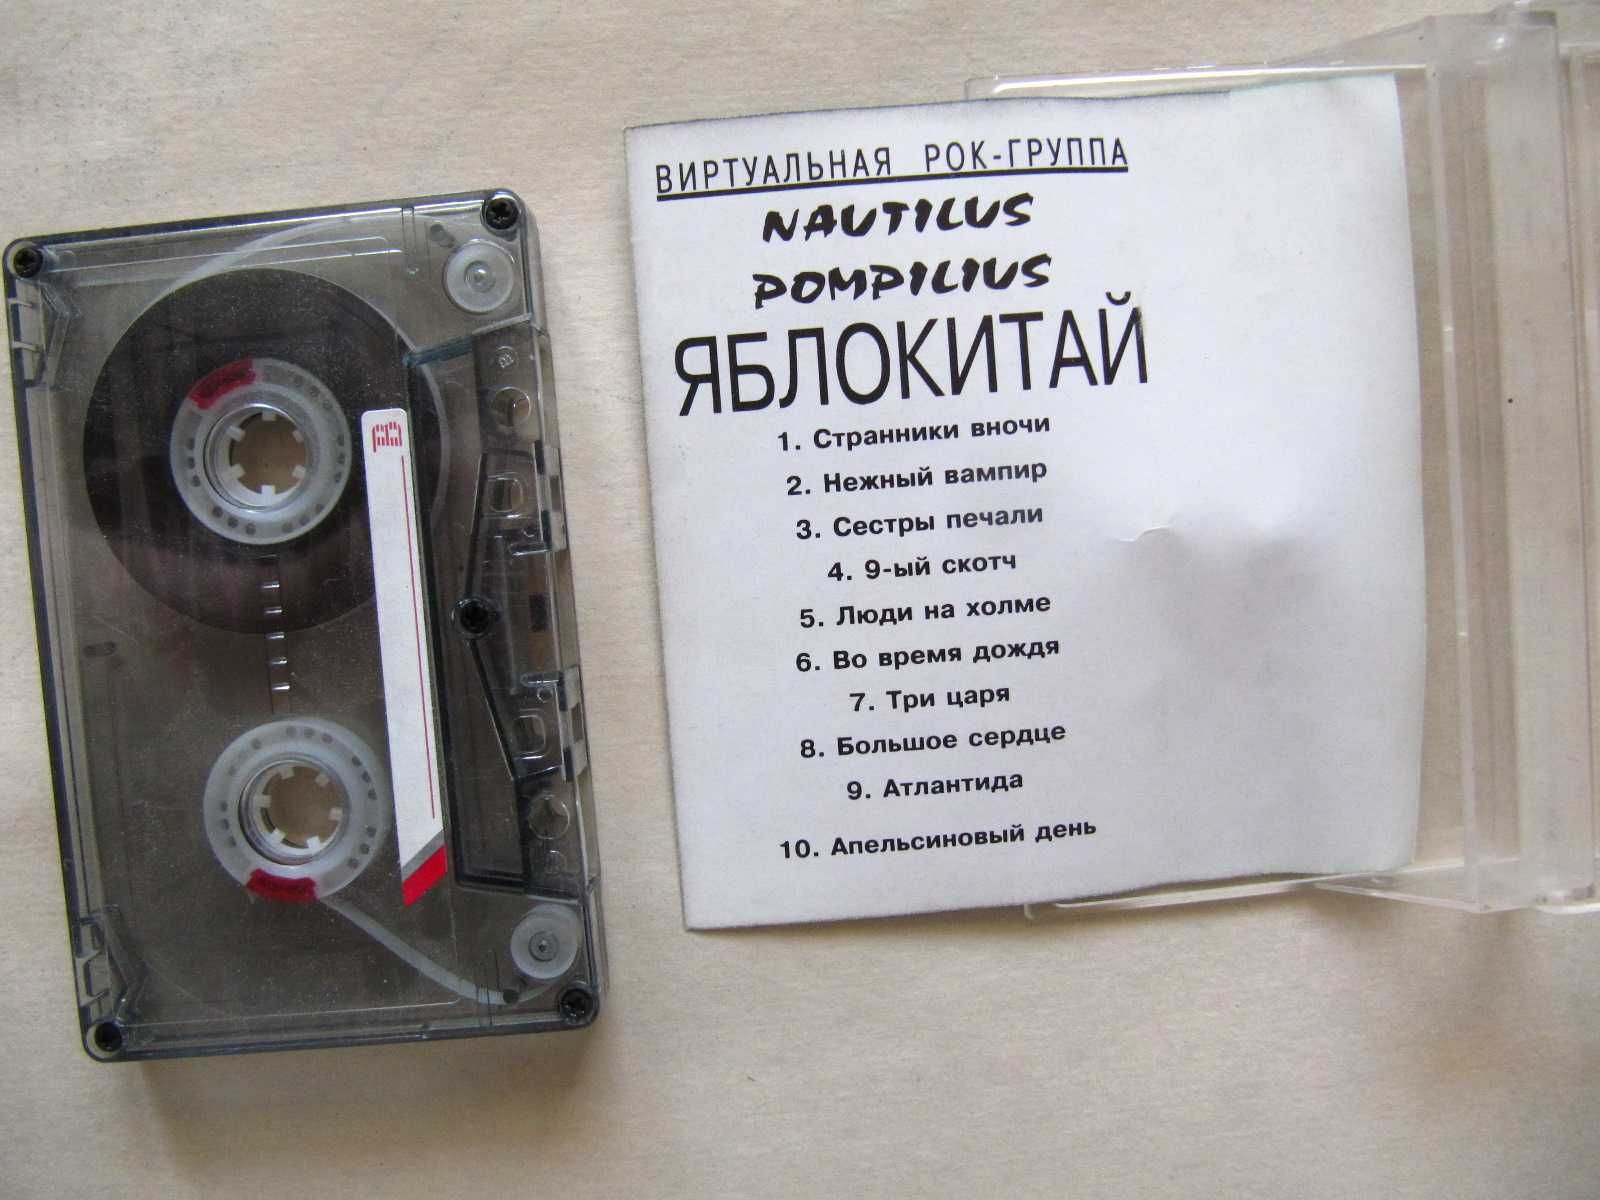 ВИРТУАЛЬНАЯ РОК-ГРУППА
NAUTILUS
POMPILIUS
ЯБЛОКИТАЙ
1. Странники вночи
2. Нежный вампир
3. Сестры печали
4. 9-ый скотч
5. Люди на холме
6. Во время дождя
7. Три царя
8. Большое сердце
9. Атлантида
10. Апельсиновый день
B